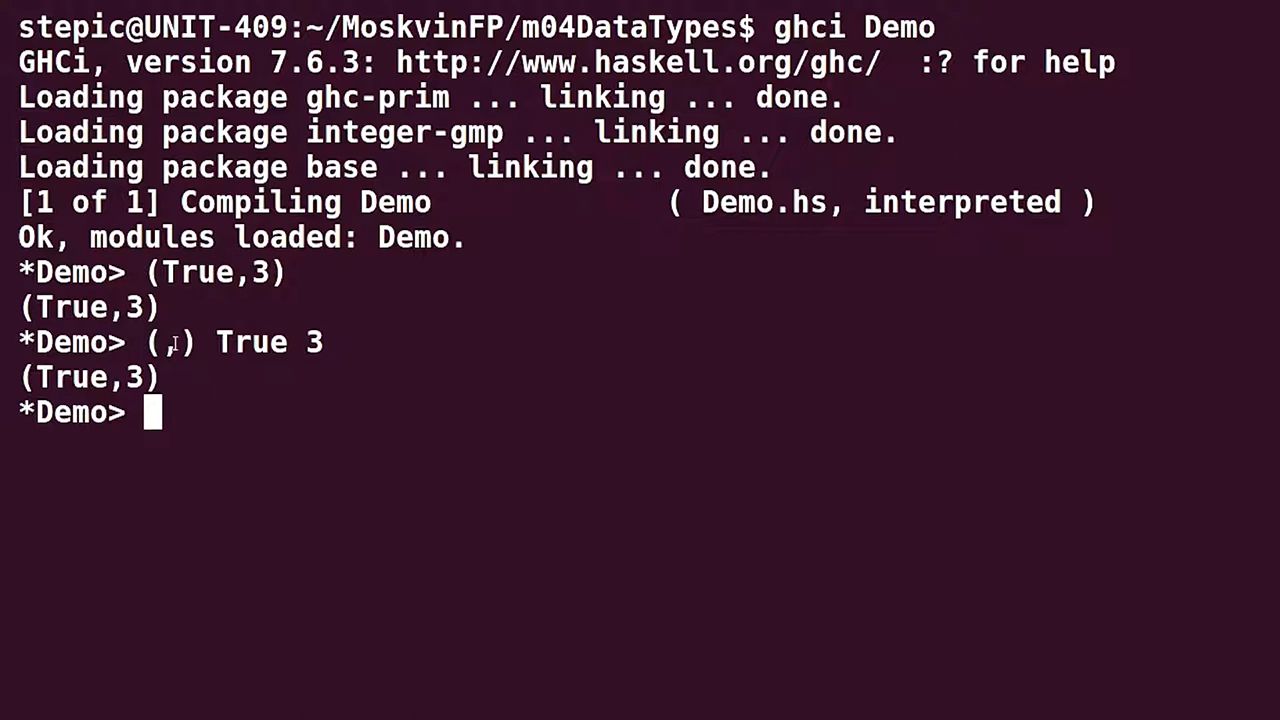 stepic@UNIT-409:~/MoskvinFP/m04DataTypes$ ghci Demo
GHCi, version 7.6.3: http://www.haskell.org/ghc/  :? for help
Loading package ghc-prim ... linking ... done.
Loading package integer-gmp ... linking ... done.
Loading package base ... linking ... done.
[1 of 1] Compiling Demo             ( Demo.hs, interpreted )
Ok, modules loaded: Demo.
*Demo> (True,3)
(True,3)
*Demo> (,) True 3
(True,3)
*Demo>